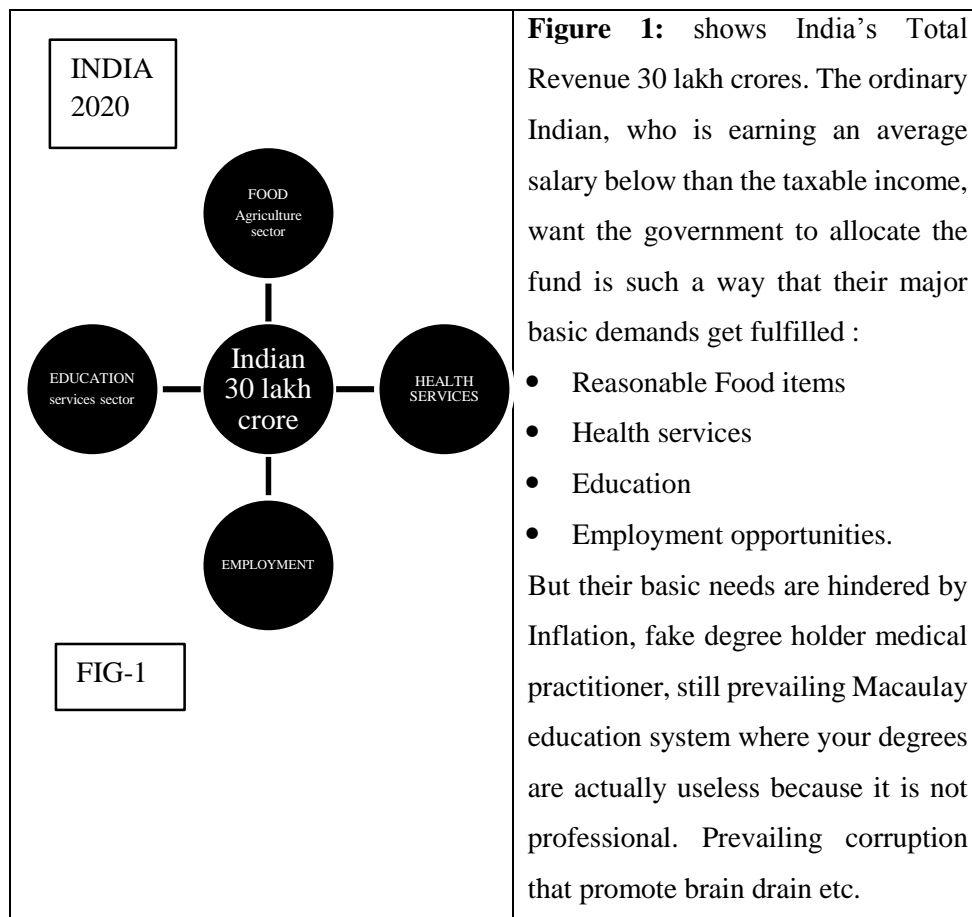 INDIA
2020
FOOD
Agriculture
sector
EDUCATION
services sector
Indian
30 lakh
crore
HEALTH
SERVICES
EMPLOYMENT
FIG-1
Figure 1: shows India’s Total
Revenue 30 lakh crores. The ordinary
Indian, who is earning an average
salary below than the taxable income,
want the government to allocate the
fund is such a way that their major
basic demands get fulfilled :
• Reasonable Food items
• Health services
• Education
• Employment opportunities.
But their basic needs are hindered by
Inflation, fake degree holder medical
practitioner, still prevailing Macaulay
education system where your degrees
are actually useless because it is not
professional. Prevailing corruption
that promote brain drain etc.